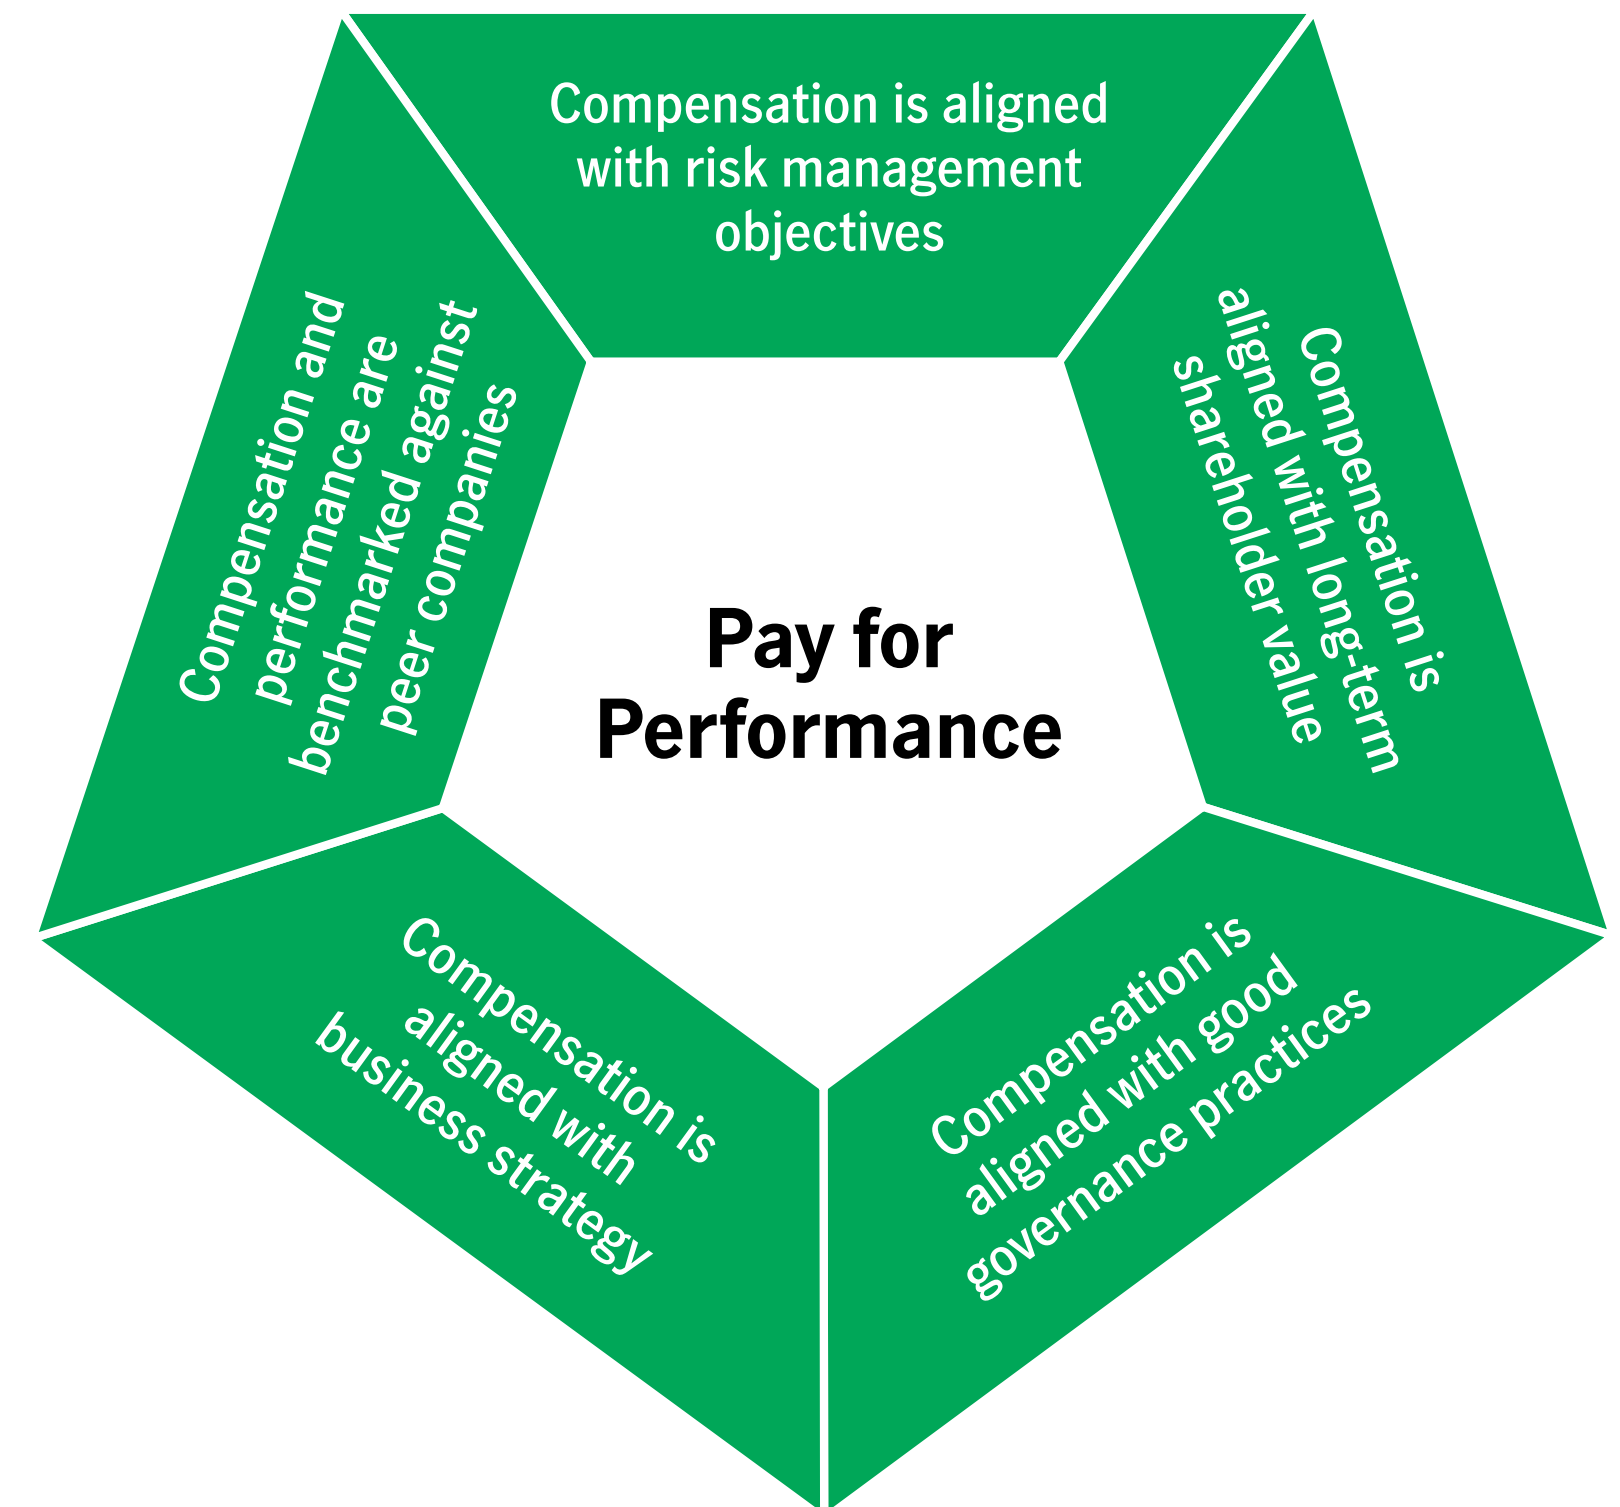 Compensation is aligned
with risk management
objectives
Compensation is
aligned with long-term
shareholder value
Compensation is
aligned with good
governance practices
Compensation is
aligned with
business strategy
Compensation and
performance are
benchmarked against
peer companies
Pay for
Performance